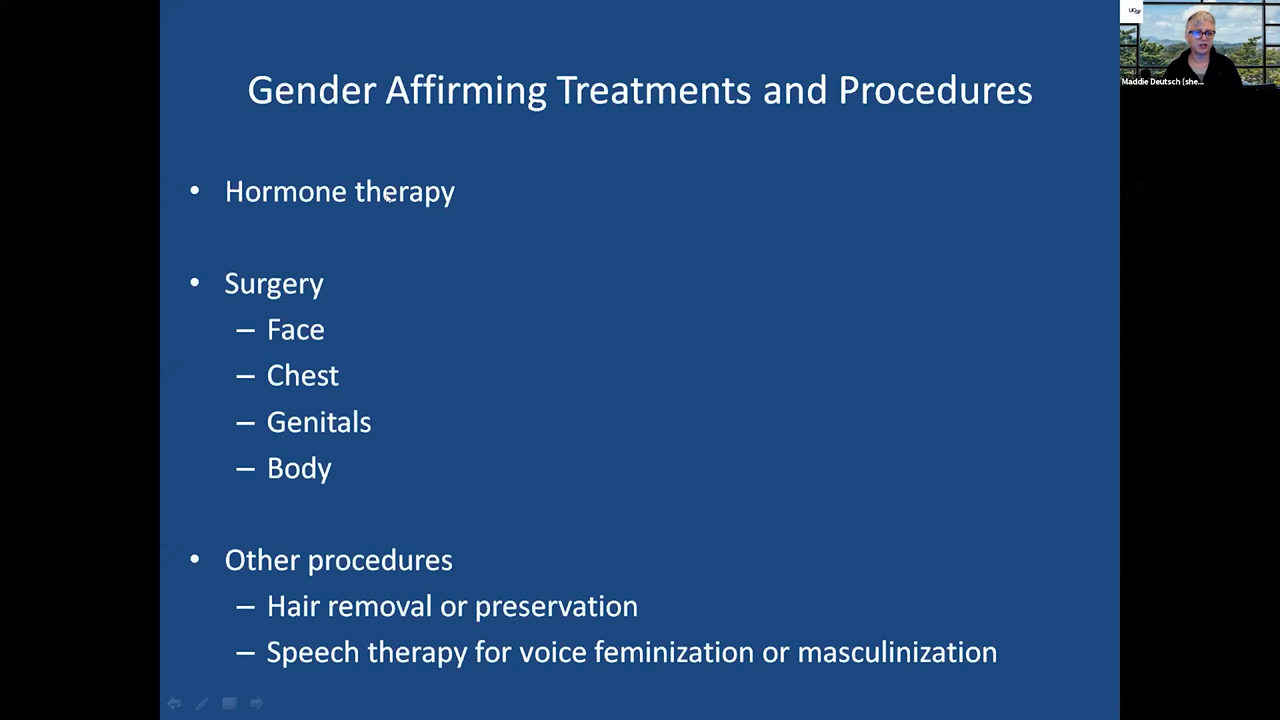 Gender Affirming Treatments and Procedures
• Hormone therapy
• Surgery
– Face
– Chest
– Genitals
– Body
• Other procedures
– Hair removal or preservation
– Speech therapy for voice feminization or masculinization
UCSF
Maddie Deutsch (she...